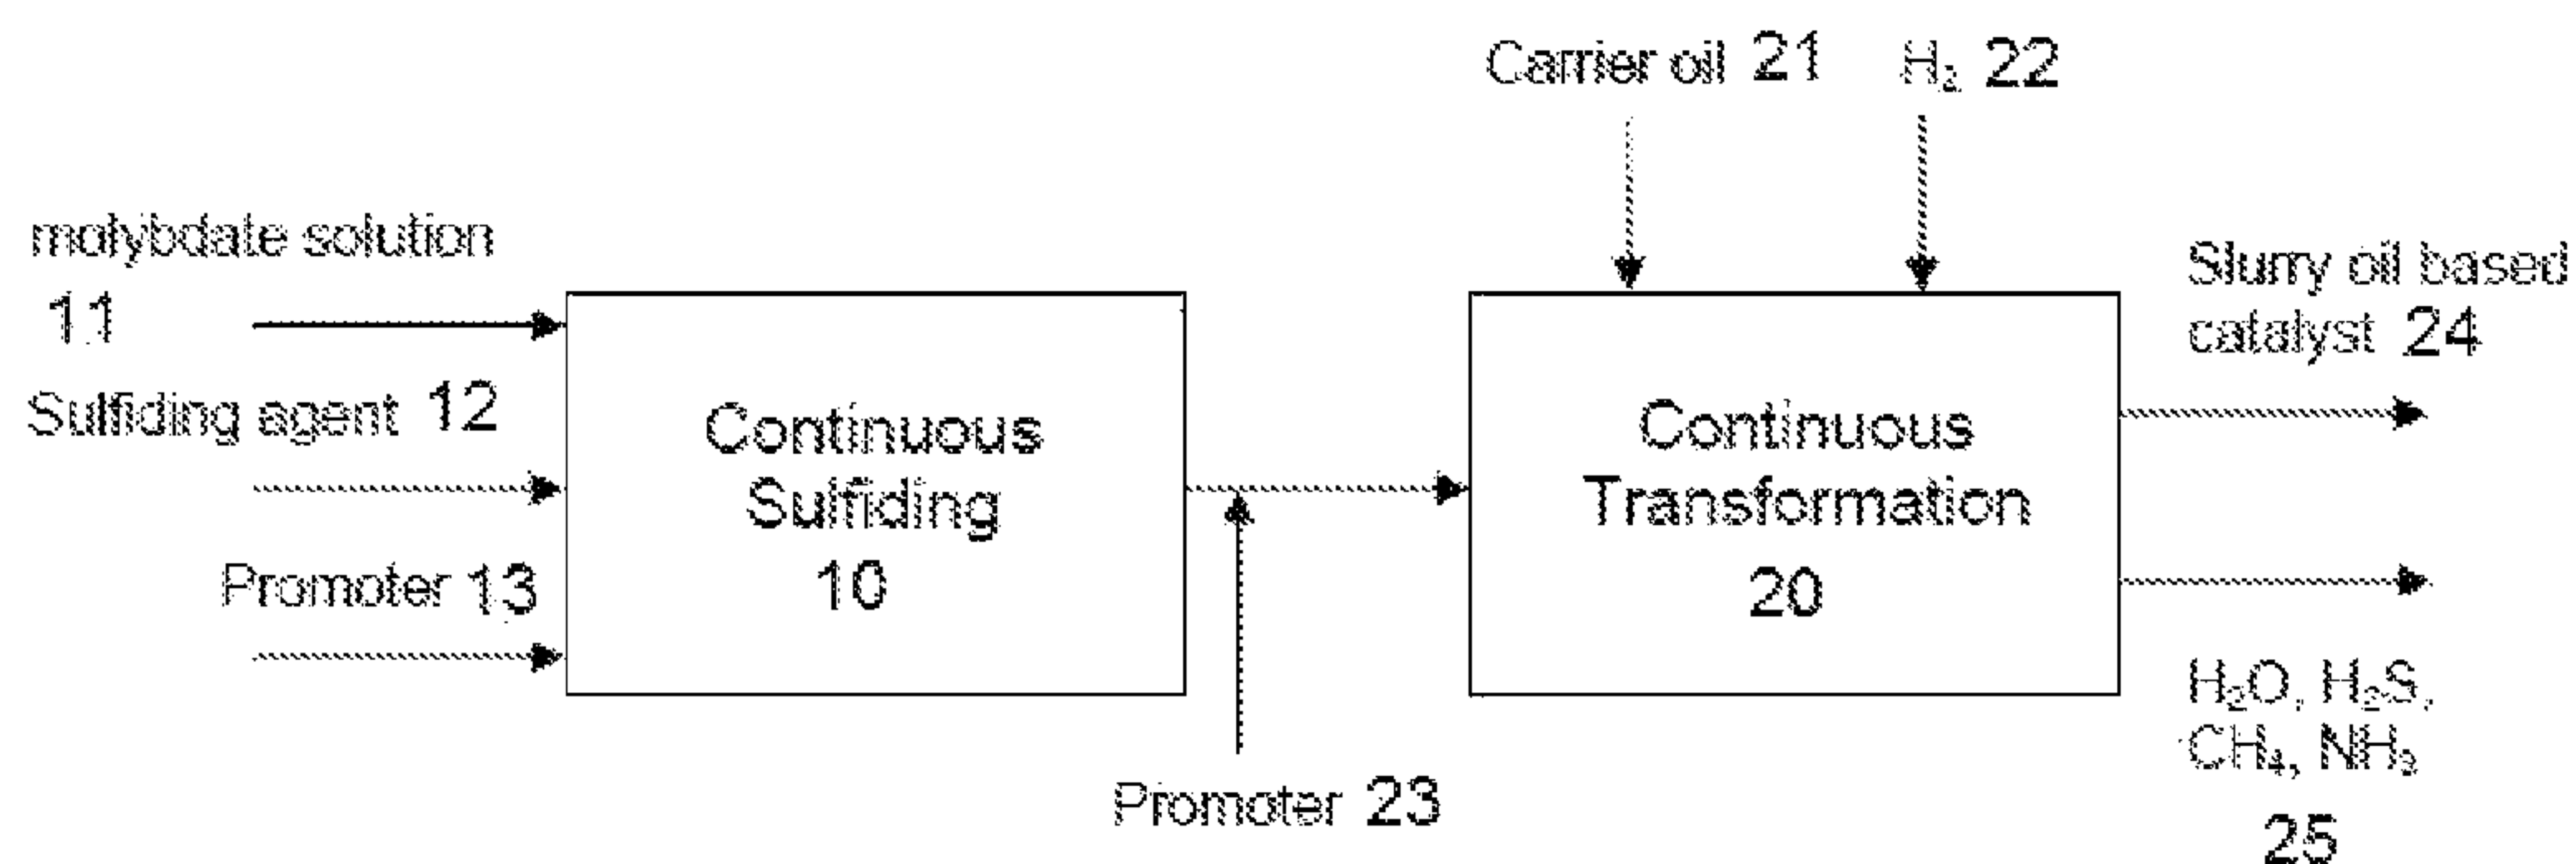 Carrier oil 21
H₂ 22
molybdate solution
11
Sulfiding agent 12
Promoter 13
Continuous
Sulfiding
10
Promoter 23
Continuous
Transformation
20
Slurry oil based
catalyst 24
H₂O, H₂S,
CH₄, NH₃
25